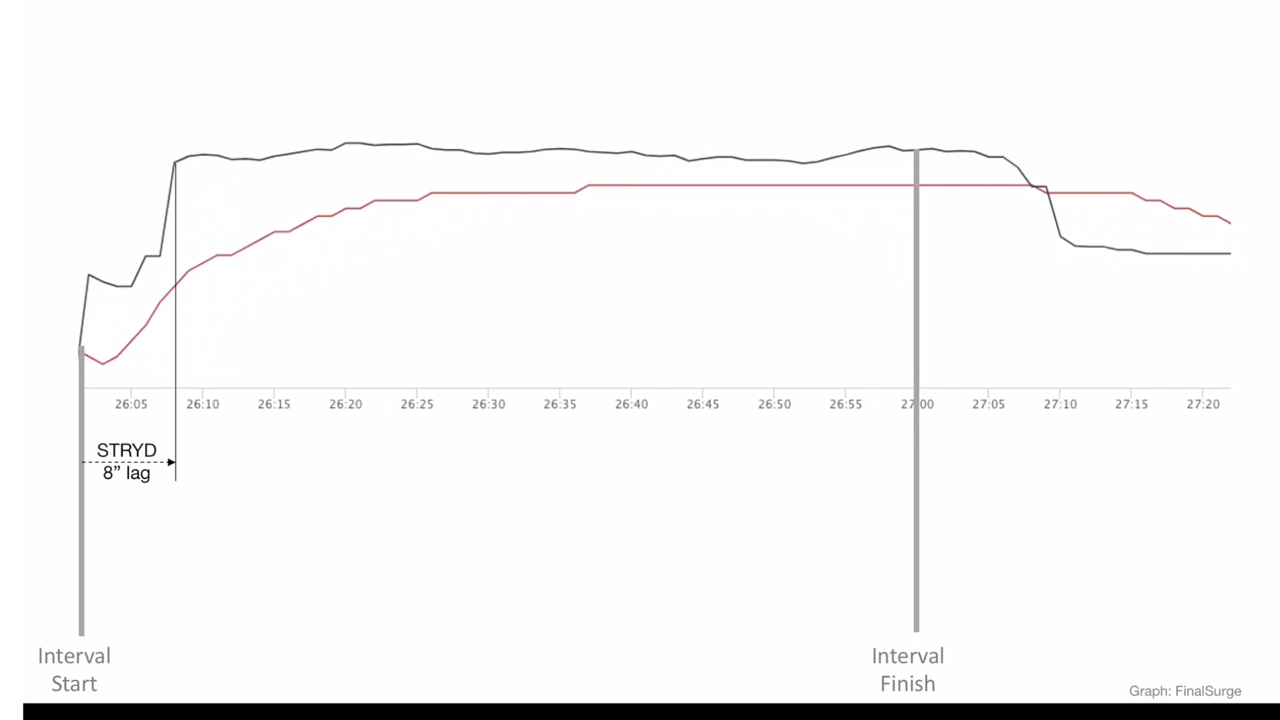 26:05 26:10 26:15 26:20 26:25 26:30 26:35 26:40 26:45 26:50 26:55 27:00 27:05 27:10 27:15 27:20
STRYD
8” lag
Interval
Start
Interval
Finish
Graph: FinalSurge